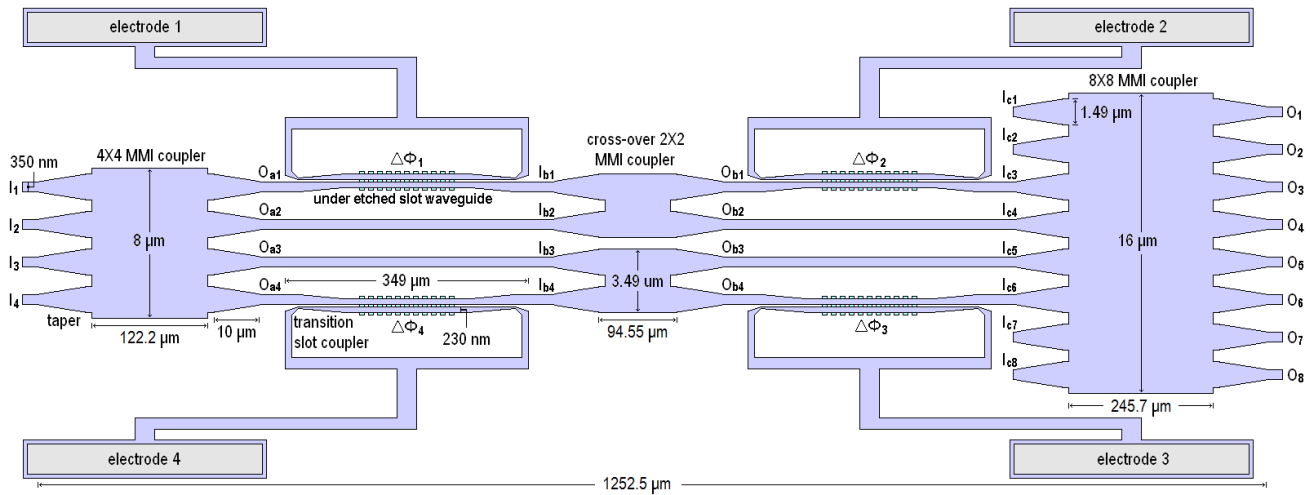 electrode 1
electrode 2
4X4 MMI coupler
cross-over 2X2
MMI coupler
8X8 MMI coupler
350 nm
1.49 µm
I1
I2
I3
I4
Oa1
Oa2
Oa3
Oa4
△Φ1
under etched slot waveguide
Ib1
Ib2
Ib3
Ib4
Ob1
Ob2
Ob3
Ob4
△Φ2
Ic1
Ic2
Ic3
Ic4
Ic5
Ic6
Ic7
Ic8
O1
O2
O3
O4
O5
O6
O7
O8
8 µm
349 µm
3.49 um
16 µm
taper
122.2 µm
10 µm
transition
slot coupler
△Φ4
230 nm
94.55 µm
△Φ3
245.7 µm
electrode 4
electrode 3
1252.5 µm